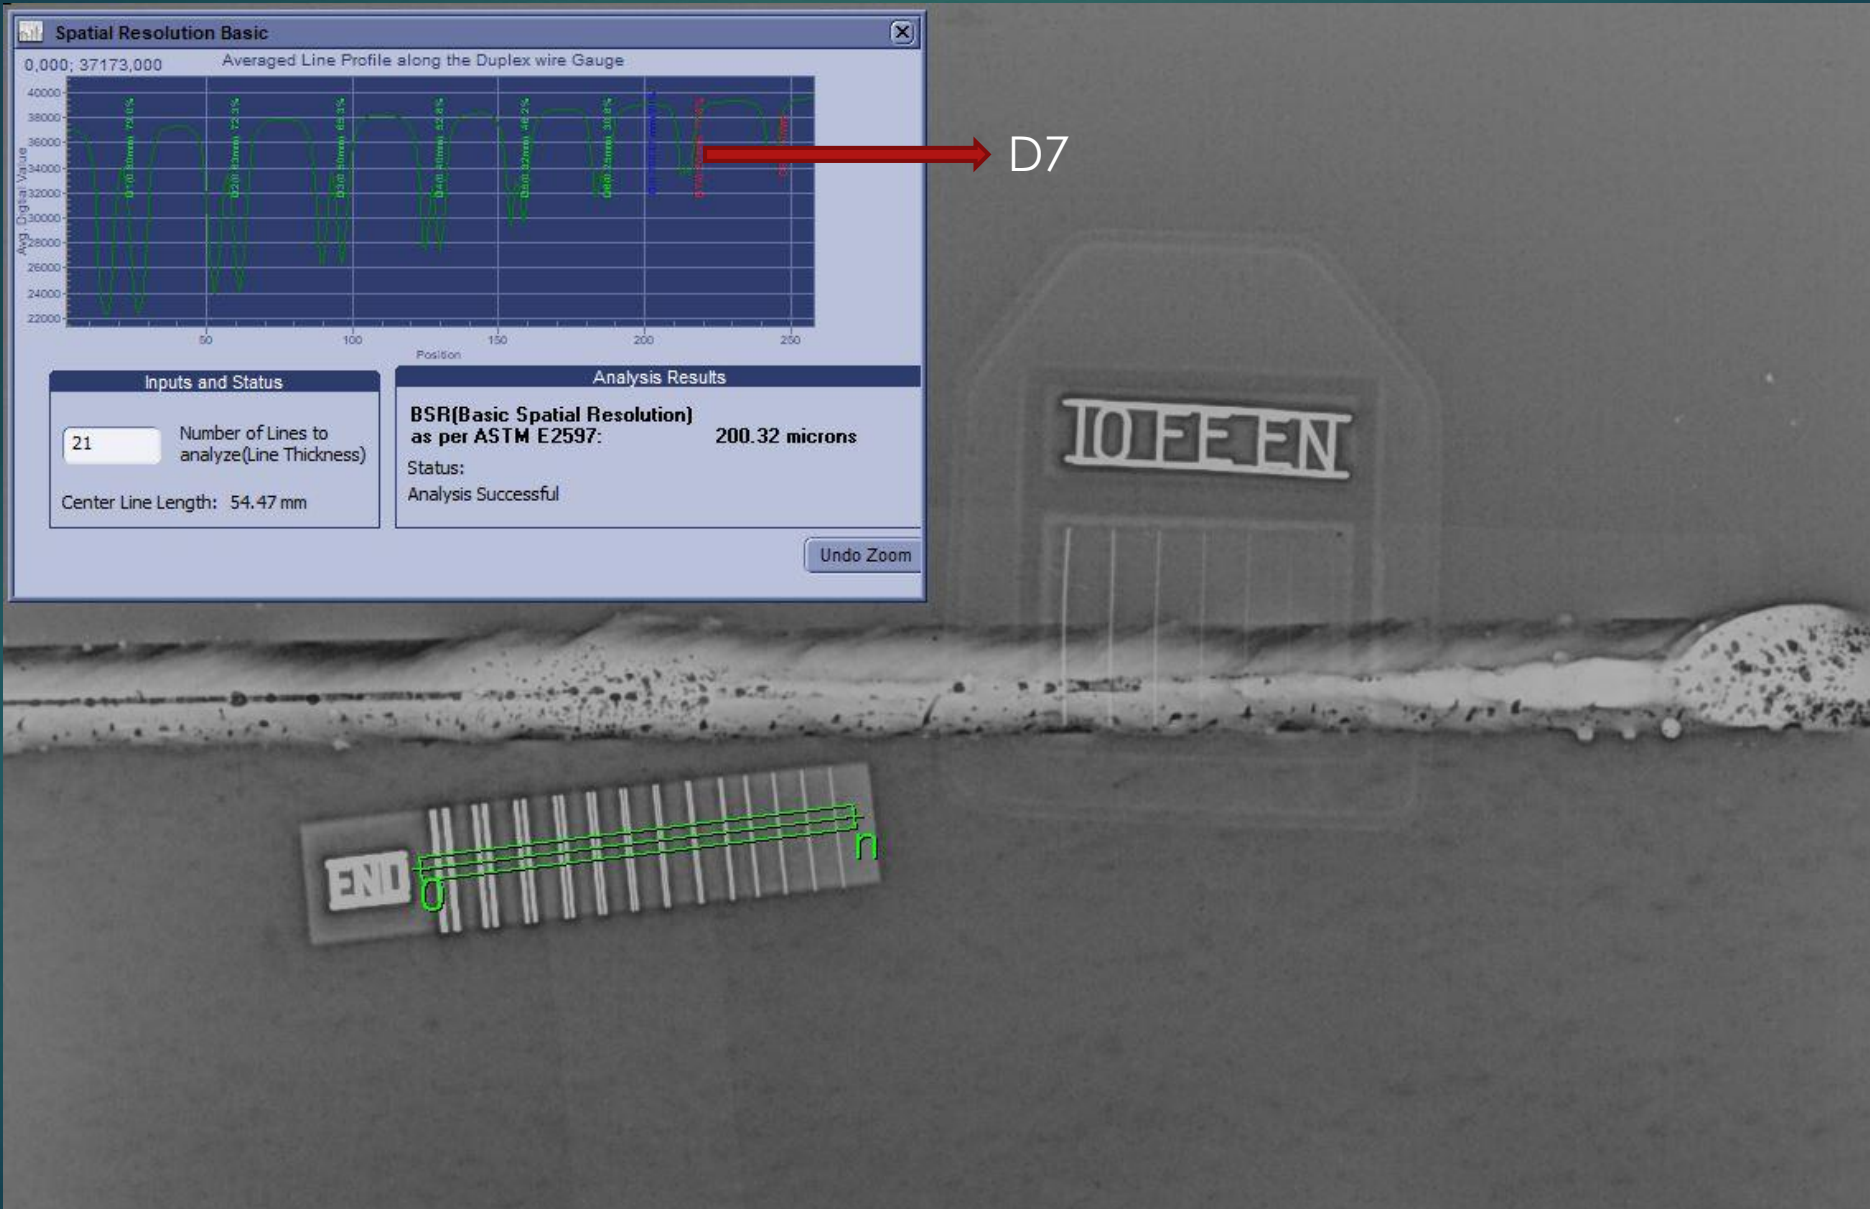 Spatial Resolution Basic
0,000; 37173,000
Averaged Line Profile along the Duplex wire Gauge
40000
38000
36000
34000
32000
30000
28000
26000
24000
22000
Avg. Digital Value
50
100
150
200
250
Position
D7
Inputs and Status
21
Number of Lines to
analyze(Line Thickness)
Center Line Length: 54.47 mm
Analysis Results
BSR(Basic Spatial Resolution)
as per ASTM E2597: 200.32 microns
Status:
Analysis Successful
Undo Zoom
10 FE EN
END
0
n